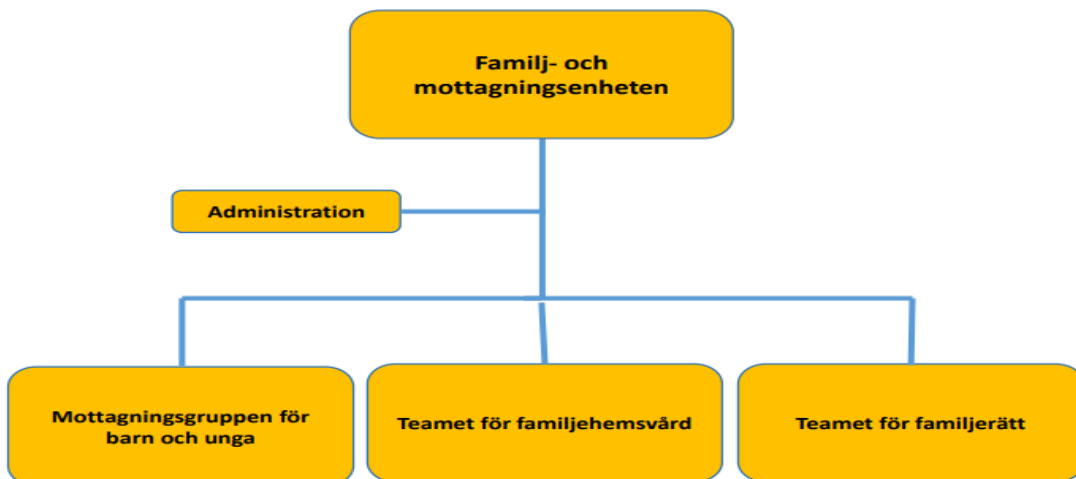 Familj- och
mottagningsenheten
Administration
Mottagningsgruppen för
barn och unga
Teamet för familjehemsvård
Teamet för familjerätt